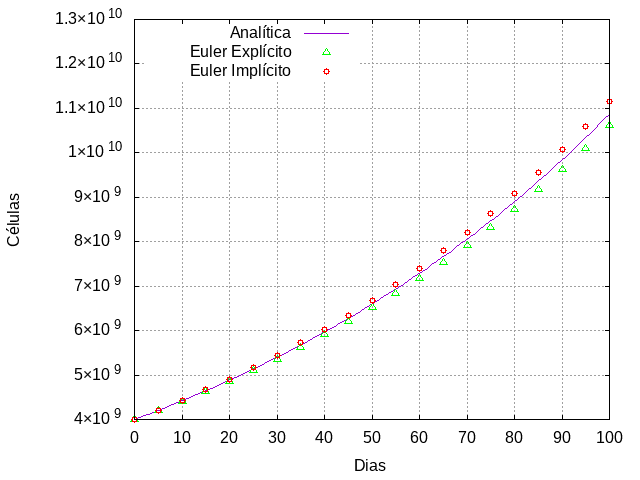 1.3×10^10
1.2×10^10
1.1×10^10
1×10^10
9×10^9
8×10^9
7×10^9
6×10^9
5×10^9
4×10^9
Analítica
Euler Explícito
Euler Implícito
Células
0 10 20 30 40 50 60 70 80 90 100
Dias